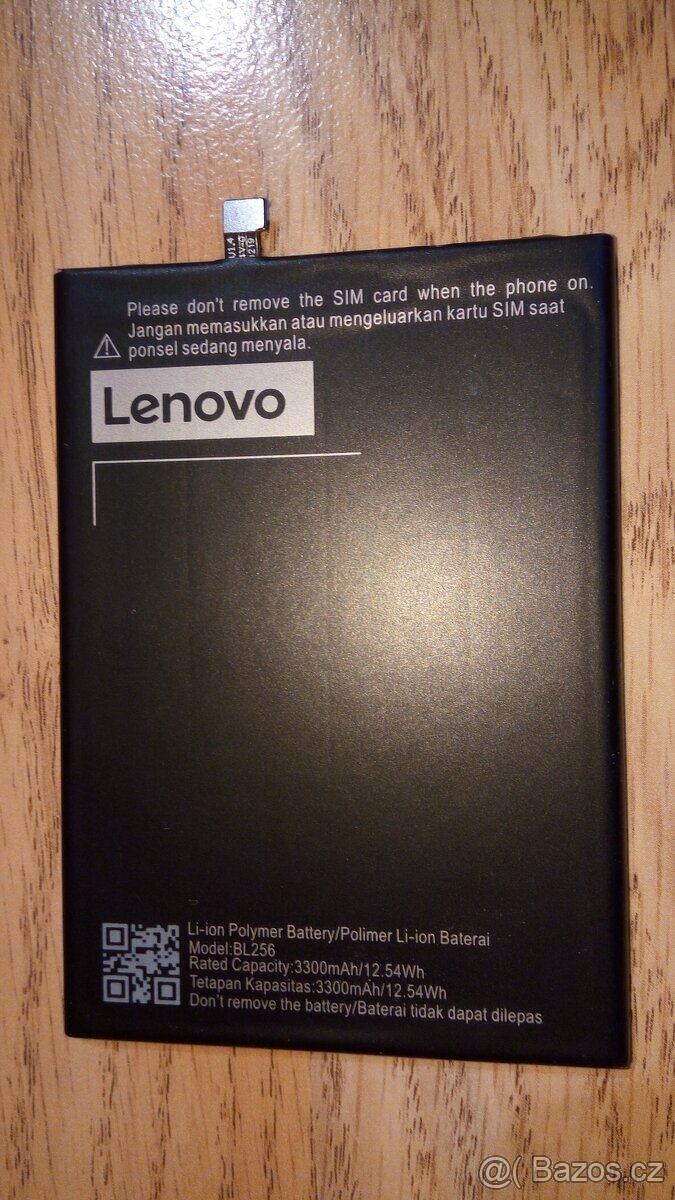 Please don't remove the SIM card when the phone on.
Jangan memasukkan atau mengeluarkan kartu SIM saat
ponsel sedang menyala.
Lenovo
Li-ion Polymer Battery/Polimer Li-ion Baterai
Model:BL256
Rated Capacity:3300mAh/12.54Wh
Tetapan Kapasitas:3300mAh/12.54Wh
Don't remove the battery/Baterai tidak dapat dilepas
@( Bazos.cz